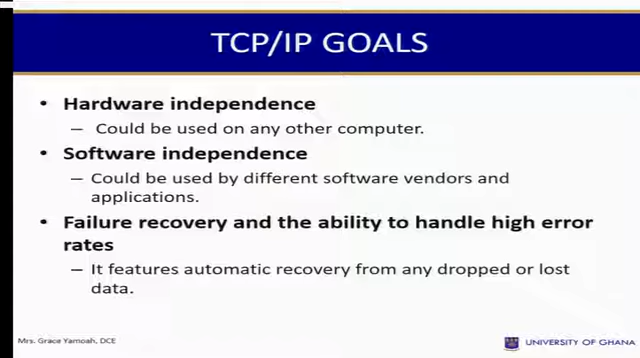 TCP/IP GOALS
• Hardware independence
– Could be used on any other computer.
• Software independence
– Could be used by different software vendors and
applications.
• Failure recovery and the ability to handle high error
rates
– It features automatic recovery from any dropped or lost
data.
Mrs. Grace Yamoah, DCE
UNIVERSITY OF GHANA